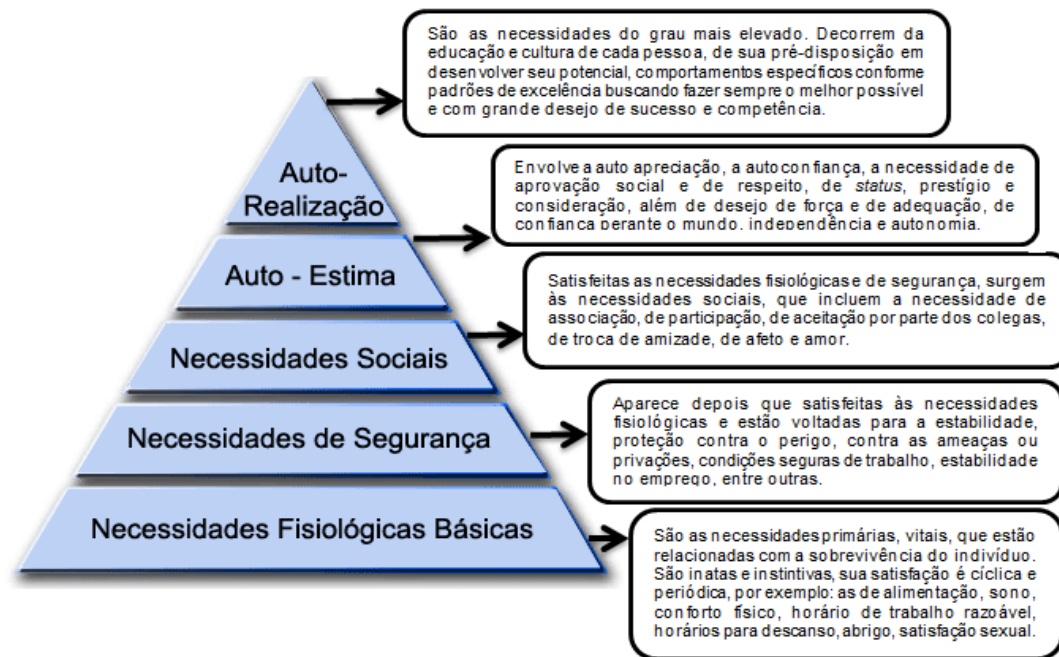 São as necessidades do grau mais elevado. Decorrem da
educação e cultura de cada pessoa, de sua pré-disposição em
desenvolver seu potencial, comportamentos específicos conforme
padrões de excelência buscando fazer sempre o melhor possível
e com grande desejo de sucesso e competência.
Auto-
Realização
Envolve a auto apreciação, a autoconfiança, a necessidade de
aprovação social e de respeito, de status, prestígio e
consideração, além de desejo de força e de adequação, de
confiança perante o mundo, independência e autonomia.
Auto - Estima
Satisfeitas as necessidades fisiológicas e de segurança, surgem
às necessidades sociais, que incluem a necessidade de
associação, de participação, de aceitação por parte dos colegas,
de troca de amizade, de afeto e amor.
Necessidades Sociais
Aparece depois que satisfeitas às necessidades
fisiológicas e estão voltadas para a estabilidade,
proteção contra o perigo, contra as ameaças ou
privações, condições seguras de trabalho, estabilidade
no emprego, entre outras.
Necessidades de Segurança
São as necessidades primárias, vitais, que estão
relacionadas com a sobrevivência do indivíduo.
São inatas e instintivas, sua satisfação é cíclica e
periódica, por exemplo: as de alimentação, sono,
conforto físico, horário de trabalho razoável,
horários para descanso, abrigo, satisfação sexual.
Necessidades Fisiológicas Básicas